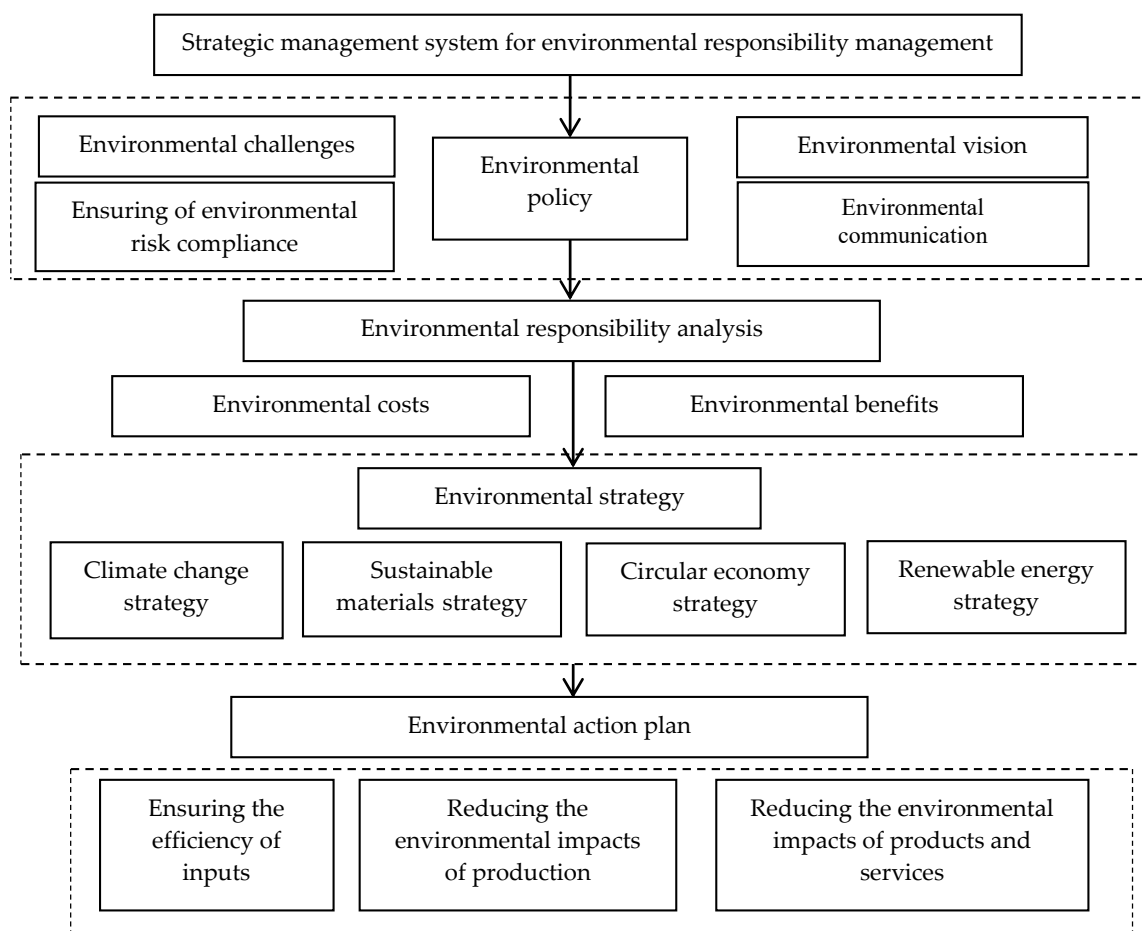 Strategic management system for environmental responsibility management
Environmental challenges
Ensuring of environmental
risk compliance
Environmental
policy
Environmental vision
Environmental
communication
Environmental responsibility analysis
Environmental costs
Environmental benefits
Environmental strategy
Climate change
strategy
Sustainable
materials strategy
Circular economy
strategy
Renewable energy
strategy
Environmental action plan
Ensuring the
efficiency of
inputs
Reducing the
environmental impacts
of production
Reducing the environmental
impacts of products and
services